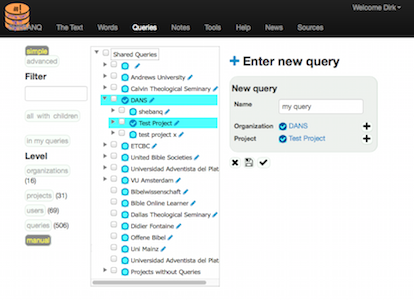 Welcome Dirk
The Text Words Queries Notes Tools Help News Sources
simple
advanced
Filter
all with children
in my queries
Level
organizations
(16)
projects (31)
users (69)
queries (506)
manual
Shared Queries
Andrews University
Calvin Theological Seminary
DANS
shebanq
Test Project
test project x
ETCBC
United Bible Societies
Universidad Adventista del Plat
VU Amsterdam
Bibelwissenschaft
Bible Online Learner
Dallas Theological Seminary
Didier Fontaine
Offene Bibel
Uni Mainz
Universidad Adventista del Plat
Projects without Queries
Enter new query
New query
Name my query
Organization DANS
Project Test Project